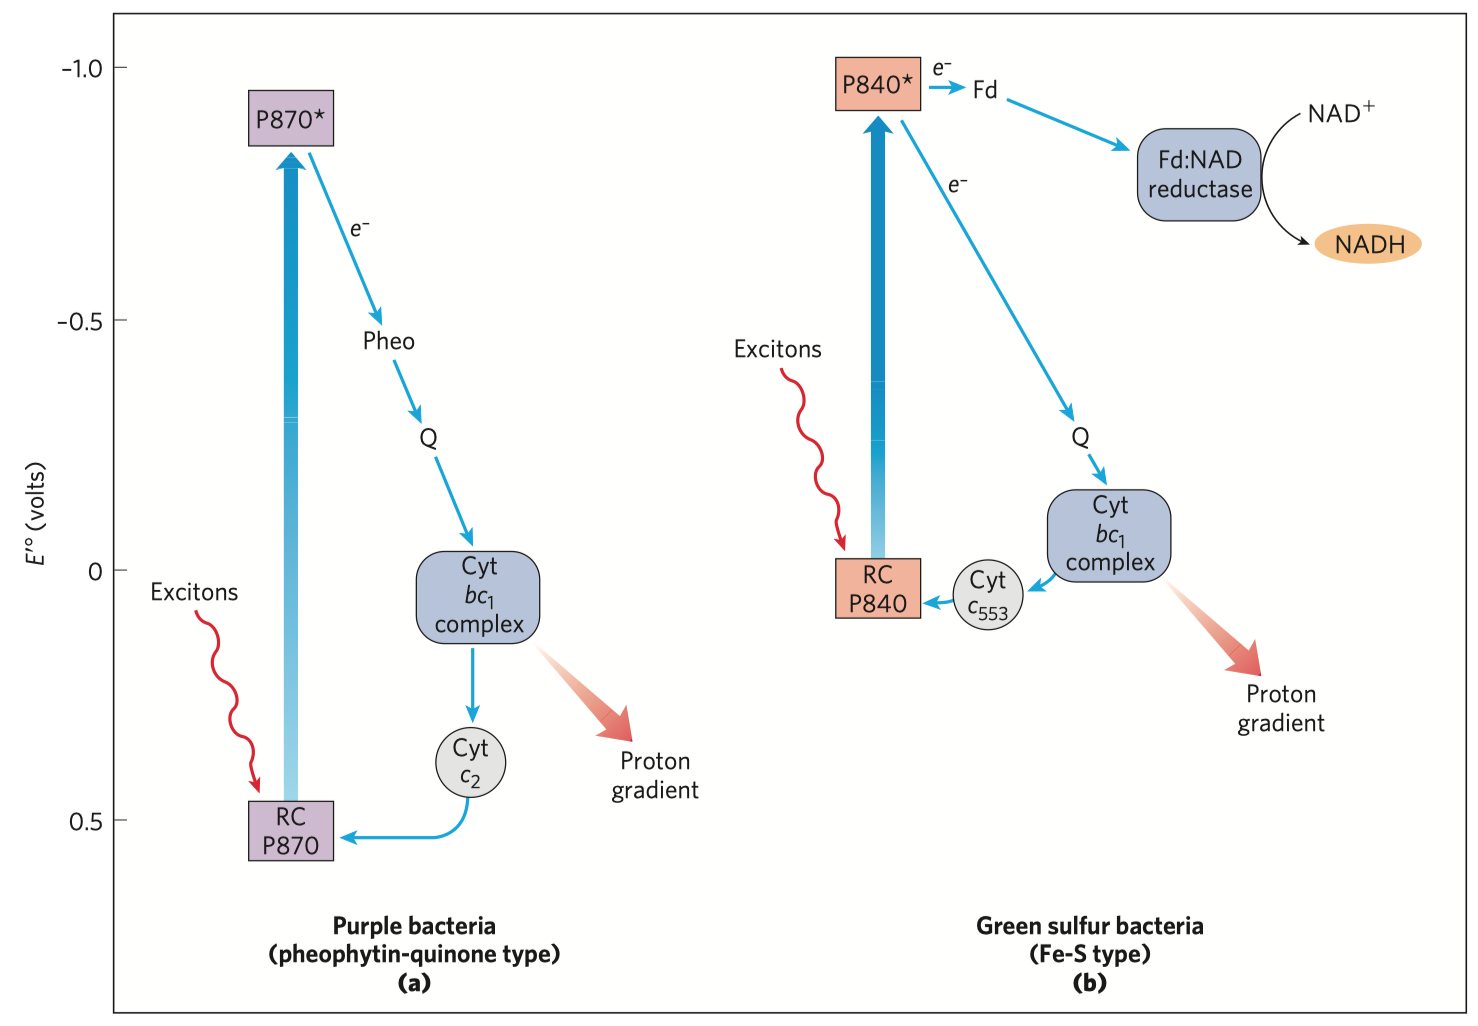 E′° (volts)
–1.0
–0.5
0
0.5
P870*
e–
Pheo
Q
Cyt
bc1
complex
Cyt
c2
Proton
gradient
Excitons
RC
P870
Purple bacteria
(pheophytin-quinone type)
(a)
P840*
e–
Fd
Fd:NAD
reductase
NAD+
NADH
e–
Excitons
Q
Cyt
bc1
complex
Cyt
c553
RC
P840
Proton
gradient
Green sulfur bacteria
(Fe-S type)
(b)